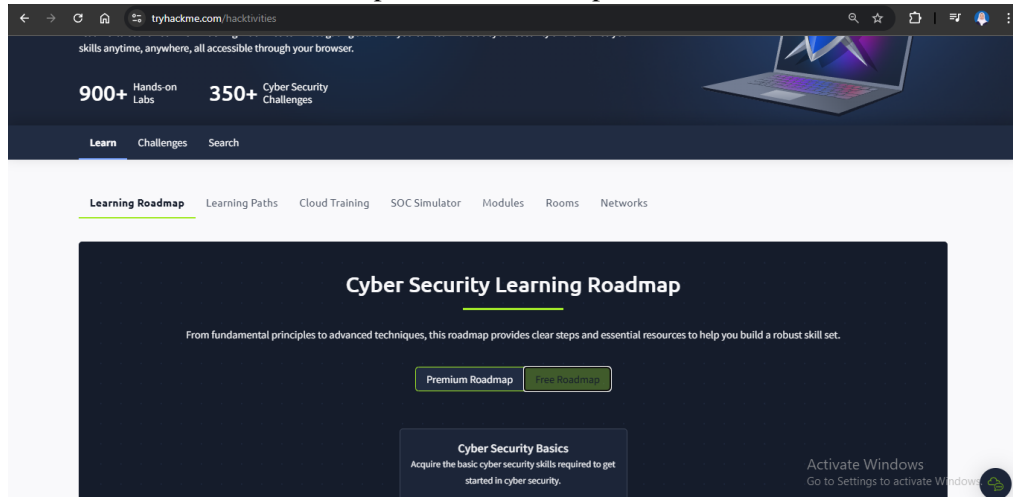 tryhackme.com/hacktivities
skills anytime, anywhere, all accessible through your browser.
900+ Hands-on Labs 350+ Cyber Security Challenges
Learn Challenges Search
Learning Roadmap Learning Paths Cloud Training SOC Simulator Modules Rooms Networks
Cyber Security Learning Roadmap
From fundamental principles to advanced techniques, this roadmap provides clear steps and essential resources to help you build a robust skill set.
Premium Roadmap Free Roadmap
Cyber Security Basics
Acquire the basic cyber security skills required to get
started in cyber security.
Activate Windows
Go to Settings to activate Windows.